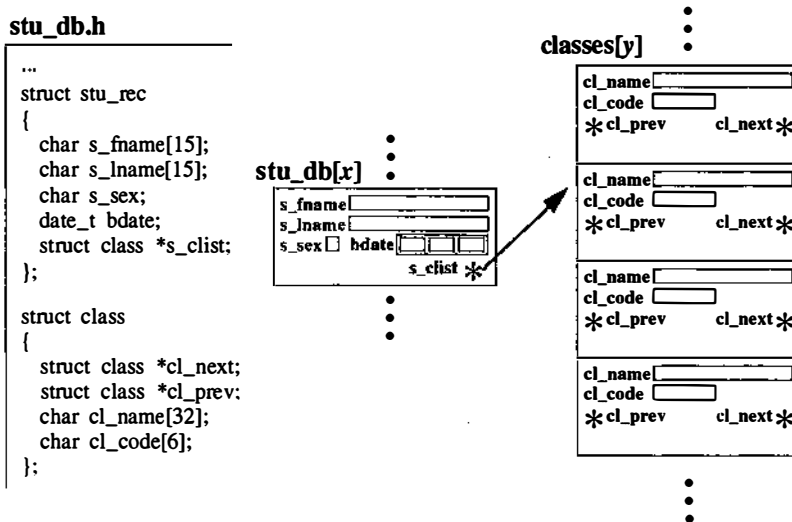 stu_db.h
...
struct stu_rec
{
char s_fname[15];
char s_lname[15];
char s_sex;
date_t bdate;
struct class *s_clist;
};
struct class
{
struct class *cl_next;
struct class *cl_prev;
char cl_name[32];
char cl_code[6];
};
stu_db[x]
s_fname
s_lname
s_sex bdate
s_clist *
classes[y]
cl_name
cl_code
* cl_prev cl_next *
cl_name
cl_code
* cl_prev cl_next *
cl_name
cl_code
* cl_prev cl_next *
cl_name
cl_code
* cl_prev cl_next *